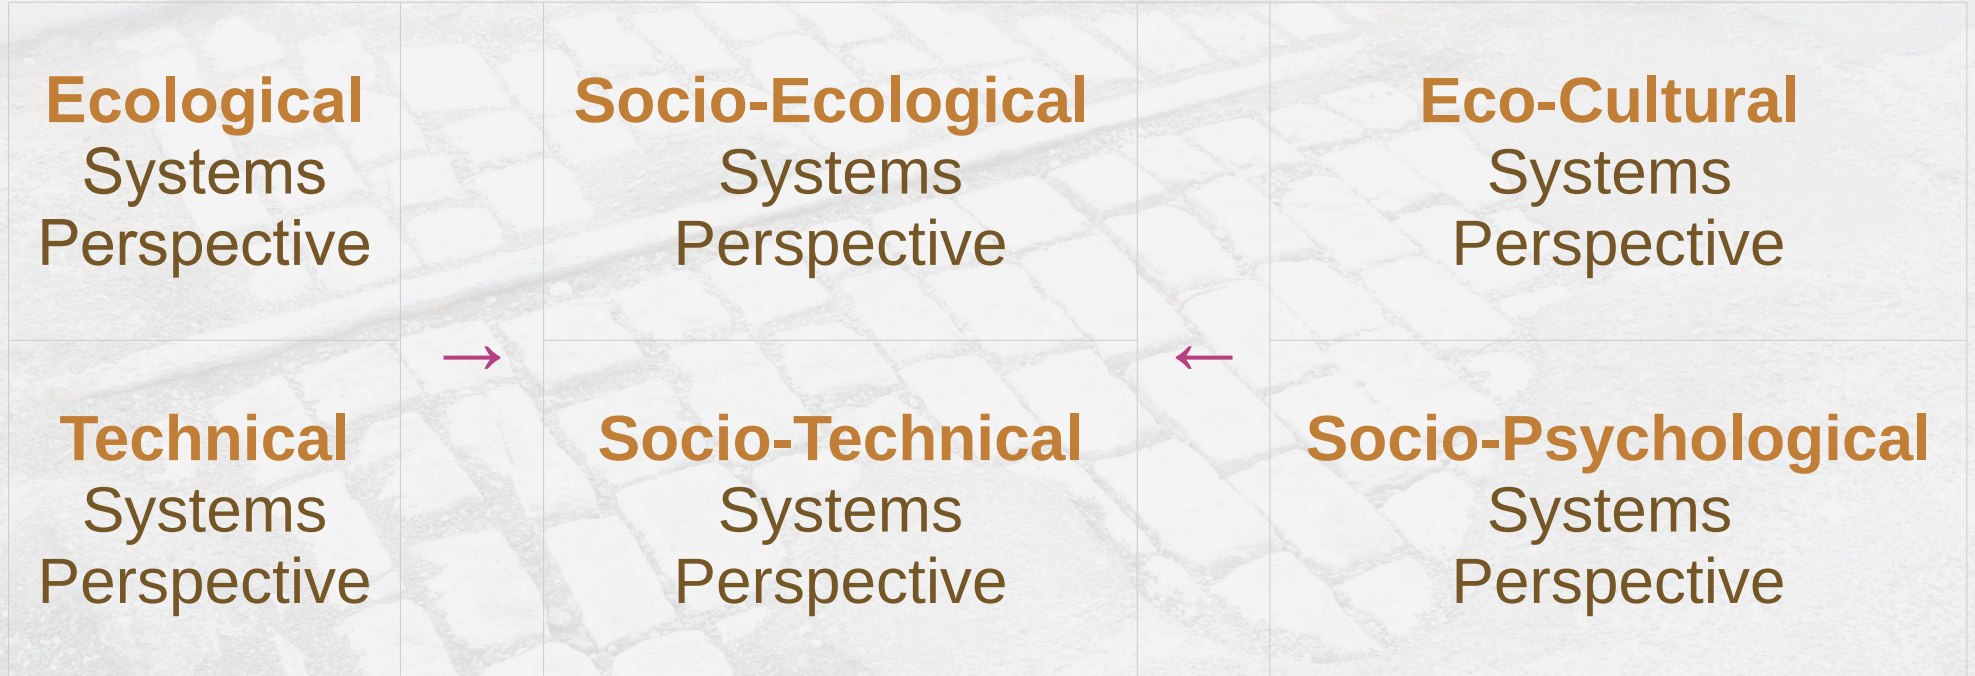 Ecological
Systems
Perspective
Socio-Ecological
Systems
Perspective
Eco-Cultural
Systems
Perspective
→
←
Technical
Systems
Perspective
Socio-Technical
Systems
Perspective
Socio-Psychological
Systems
Perspective